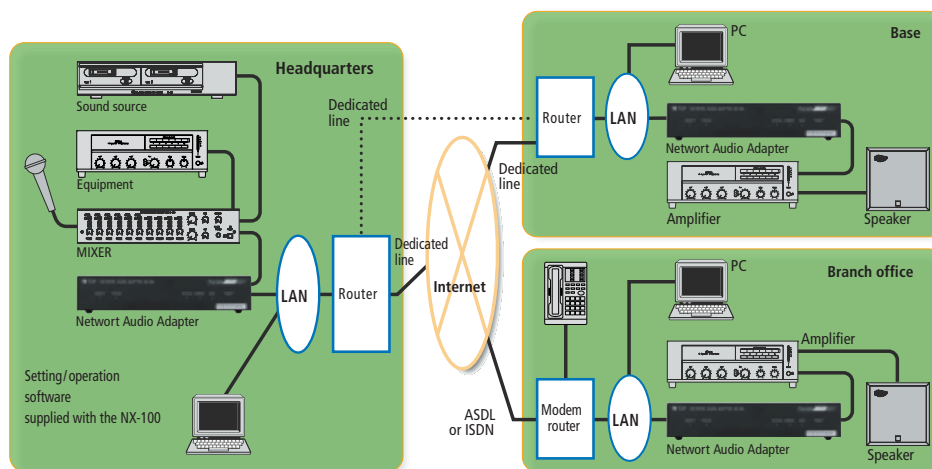 Headquarters
Sound source
Equipment
MIXER
Networt Audio Adapter
Setting/operation
software
supplied with the NX-100
LAN
Router
Dedicated
line
Dedicated
line
Internet
Dedicated
line
ASDL
or ISDN
Base
PC
Router
LAN
Networt Audio Adapter
Amplifier
Speaker
Branch office
PC
Modem
router
LAN
Amplifier
Networt Audio Adapter
Speaker